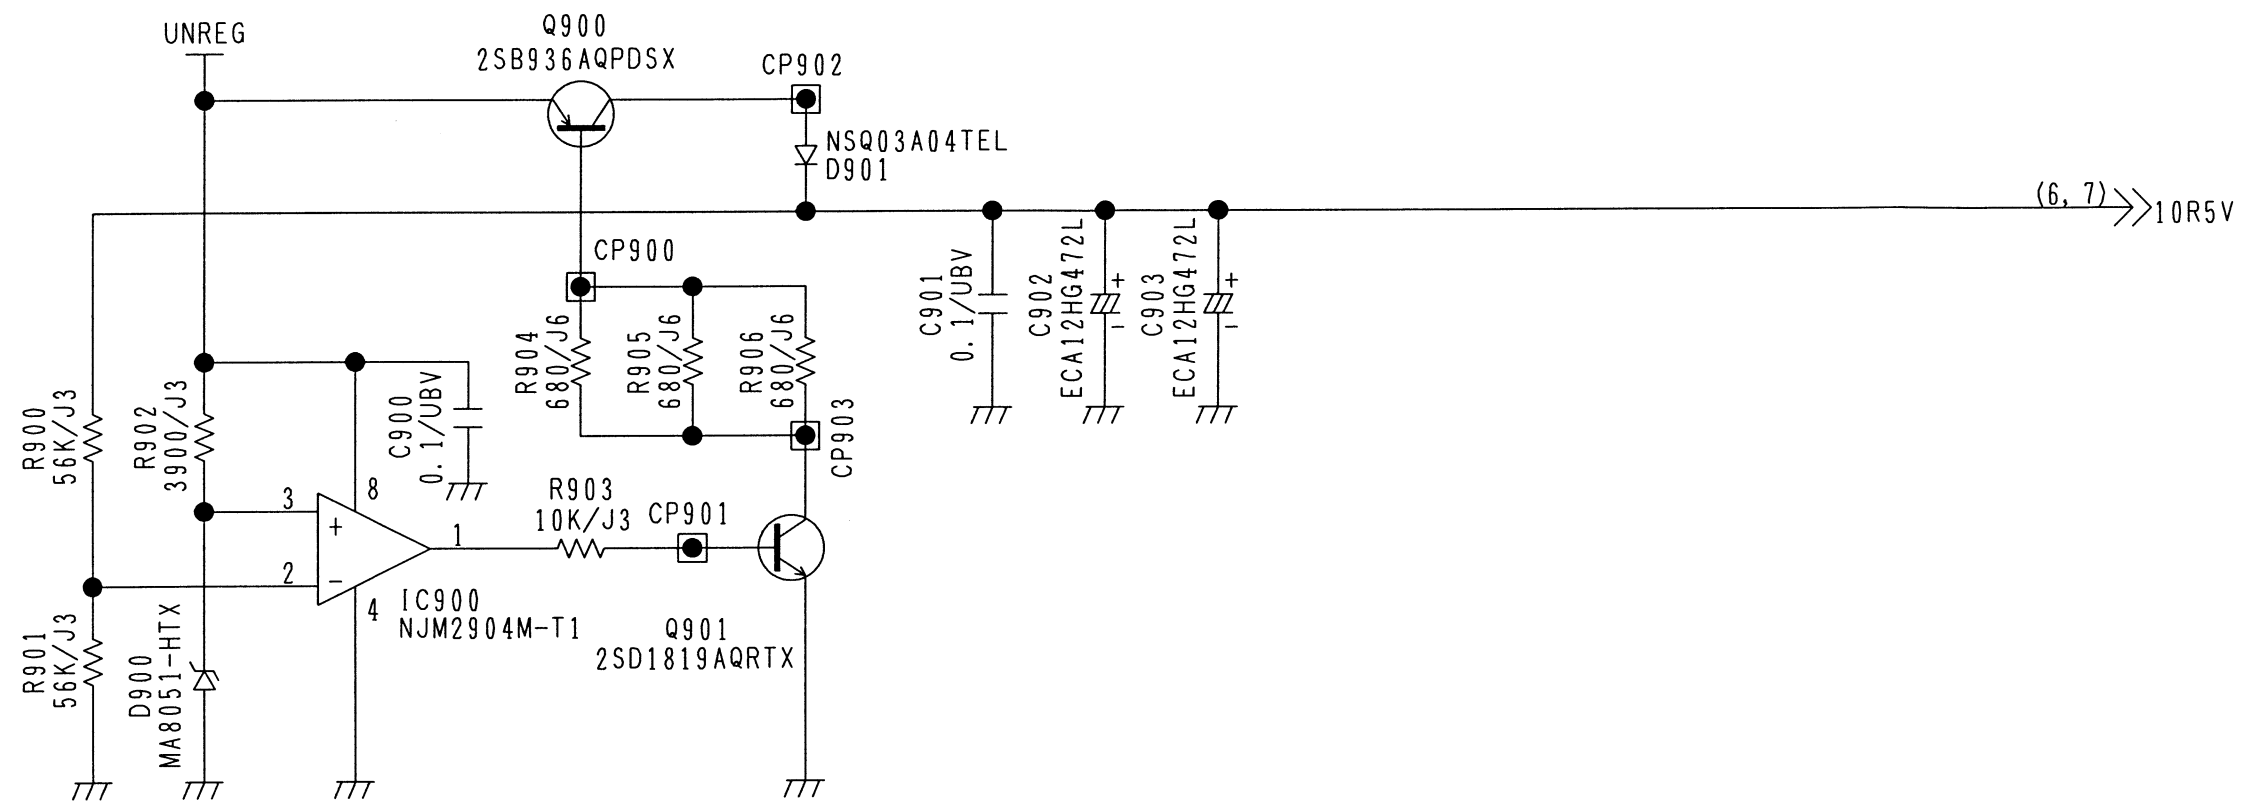 UNREG
Q900
2SB936AQPDSX
CP902
NSQ03A04TEL
D901
(6, 7)
10R5V
CP900
R904
680/J6
R905
680/J6
R906
680/J6
CP903
C901
0.1/UBV
C902
ECA12HG472L
+
-
C903
ECA12HG472L
+
-
R900
56K/J3
R902
3900/J3
C900
0.1/UBV
3
8
+
2
-
1
4
IC900
NJM2904M-T1
R903
10K/J3
CP901
Q901
2SD1819AQRTX
R901
56K/J3
D900
MA8051-HTX